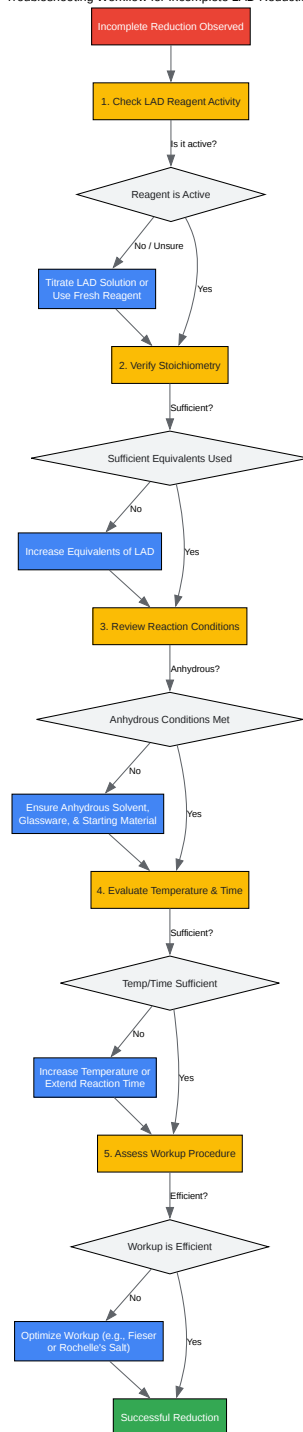 Troubleshooting Workflow for Incomplete LAD
Incomplete Reduction Observed
1. Check LAD Reagent Activity
Is it active?
Reagent is Active
No / Unsure
Titrate LAD Solution or
Use Fresh Reagent
Yes
2. Verify Stoichiometry
Sufficient?
Sufficient Equivalents Used
No
Increase Equivalents of LAD
Yes
3. Review Reaction Conditions
Anhydrous?
Anhydrous Conditions Met
No
Ensure Anhydrous Solvent,
Glassware, & Starting Material
Yes
4. Evaluate Temperature & Time
Sufficient?
Temp/Time Sufficient
No
Increase Temperature or
Extend Reaction Time
Yes
5. Assess Workup Procedure
Efficient?
Workup is Efficient
No
Optimize Workup (e.g., Fieser
or Rochelle's Salt)
Yes
Successful Reduction